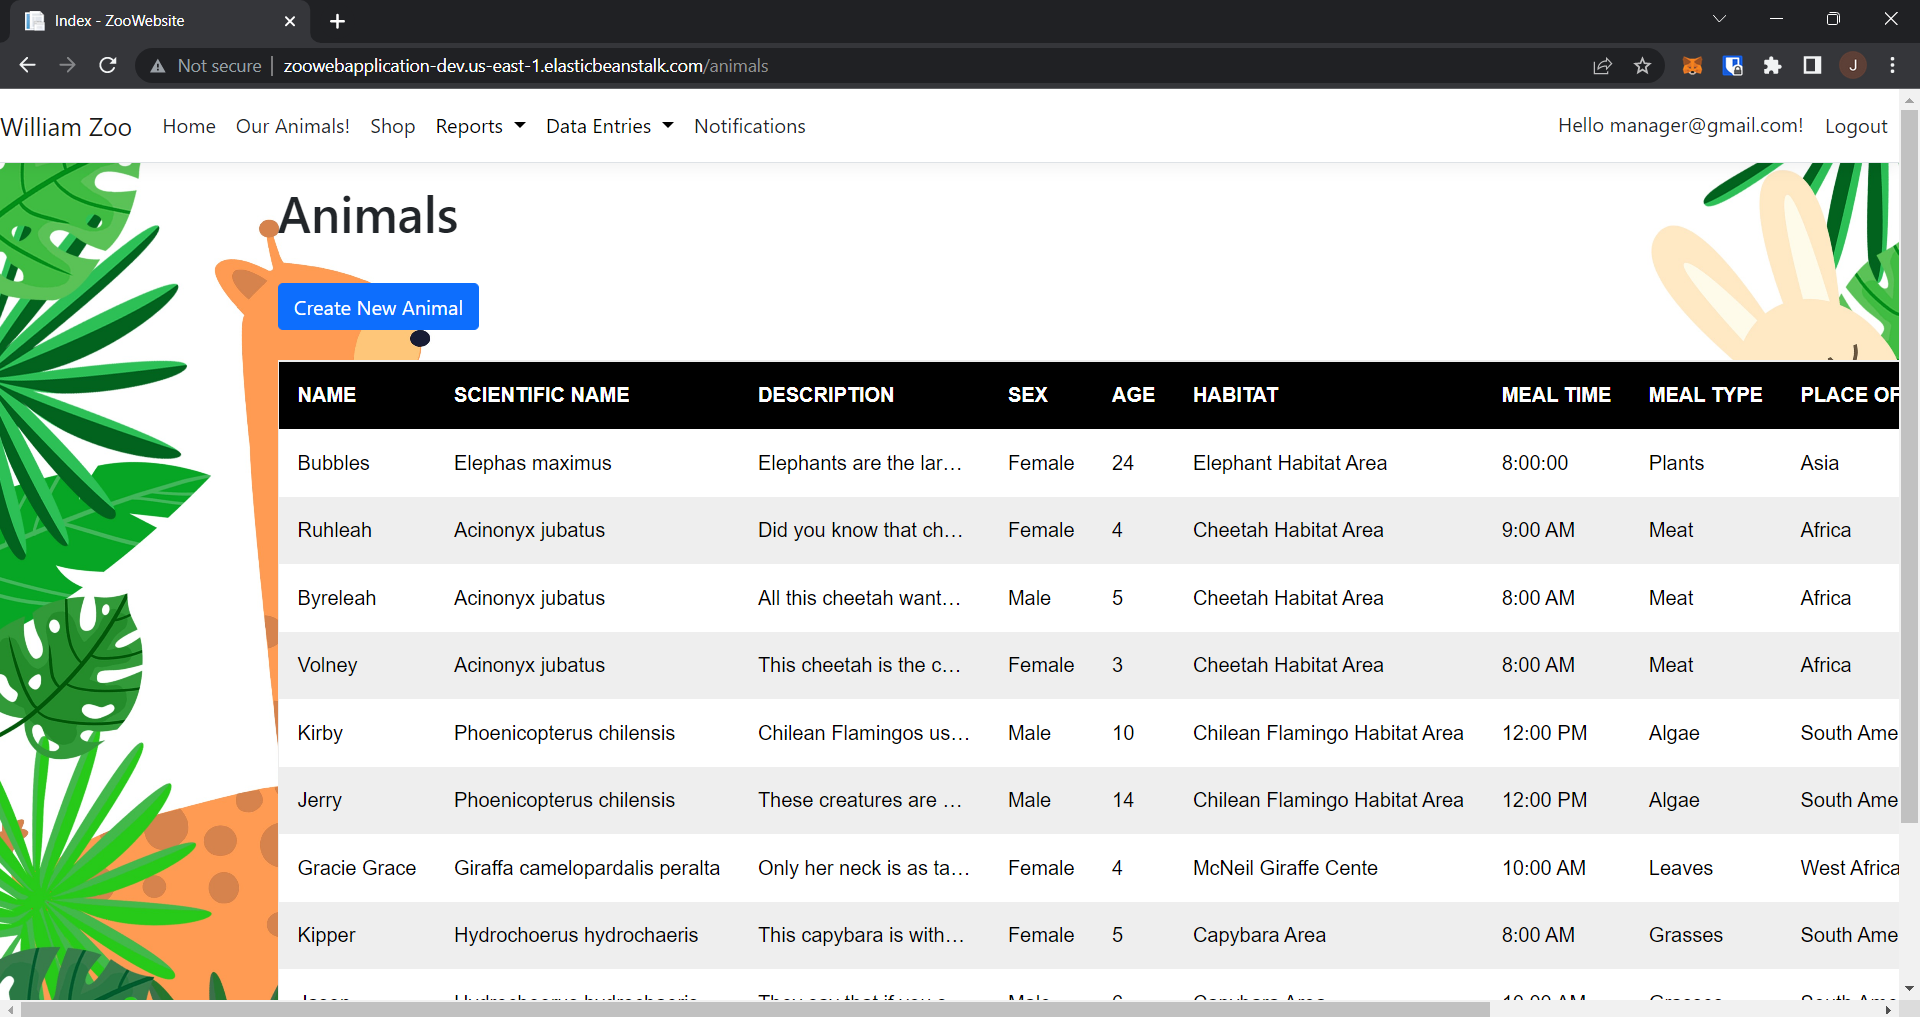 Index - ZooWebsite
Not secure | zoowebapplication-dev.us-east-1.elasticbeanstalk.com/animals
J
William Zoo Home Our Animals! Shop Reports Data Entries Notifications Hello manager@gmail.com! Logout
Animals
Create New Animal
NAME SCIENTIFIC NAME DESCRIPTION SEX AGE HABITAT MEAL TIME MEAL TYPE PLACE OF
Bubbles Elephas maximus Elephants are the lar... Female 24 Elephant Habitat Area 8:00:00 Plants Asia
Ruhleah Acinonyx jubatus Did you know that ch... Female 4 Cheetah Habitat Area 9:00 AM Meat Africa
Byreleah Acinonyx jubatus All this cheetah want... Male 5 Cheetah Habitat Area 8:00 AM Meat Africa
Volney Acinonyx jubatus This cheetah is the c... Female 3 Cheetah Habitat Area 8:00 AM Meat Africa
Kirby Phoenicopterus chilensis Chilean Flamingos us... Male 10 Chilean Flamingo Habitat Area 12:00 PM Algae South Ame
Jerry Phoenicopterus chilensis These creatures are ... Male 14 Chilean Flamingo Habitat Area 12:00 PM Algae South Ame
Gracie Grace Giraffa camelopardalis peralta Only her neck is as ta... Female 4 McNeil Giraffe Cente 10:00 AM Leaves West Africa
Kipper Hydrochoerus hydrochaeris This capybara is with... Female 5 Capybara Area 8:00 AM Grasses South Ame